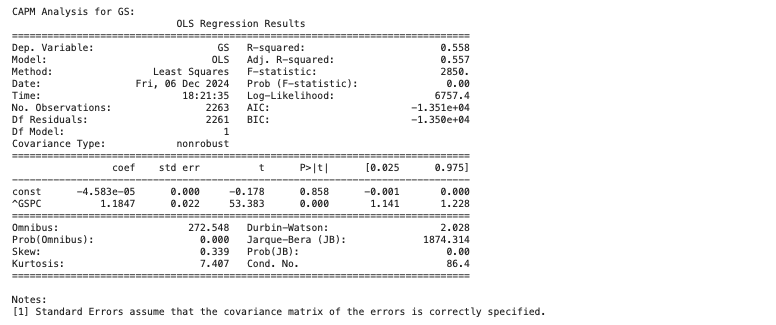 CAPM Analysis for GS:
                            OLS Regression Results
==============================================================================
Dep. Variable:                     GS   R-squared:                       0.558
Model:                            OLS   Adj. R-squared:                  0.557
Method:                 Least Squares   F-statistic:                     2850.
Date:                Fri, 06 Dec 2024   Prob (F-statistic):               0.00
Time:                        18:21:35   Log-Likelihood:                 6757.4
No. Observations:                2263   AIC:                        -1.351e+04
Df Residuals:                    2261   BIC:                        -1.350e+04
Df Model:                           1
Covariance Type:            nonrobust
==============================================================================
                 coef    std err          t      P>|t|      [0.025      0.975]
------------------------------------------------------------------------------
const      -4.583e-05      0.000     -0.178      0.858      -0.001       0.000
^GSPC          1.1847      0.022     53.383      0.000       1.141       1.228
==============================================================================
Omnibus:                      272.548   Durbin-Watson:                   2.028
Prob(Omnibus):                  0.000   Jarque-Bera (JB):             1874.314
Skew:                           0.339   Prob(JB):                         0.00
Kurtosis:                       7.407   Cond. No.                         86.4
==============================================================================
Notes:
[1] Standard Errors assume that the covariance matrix of the errors is correctly specified.